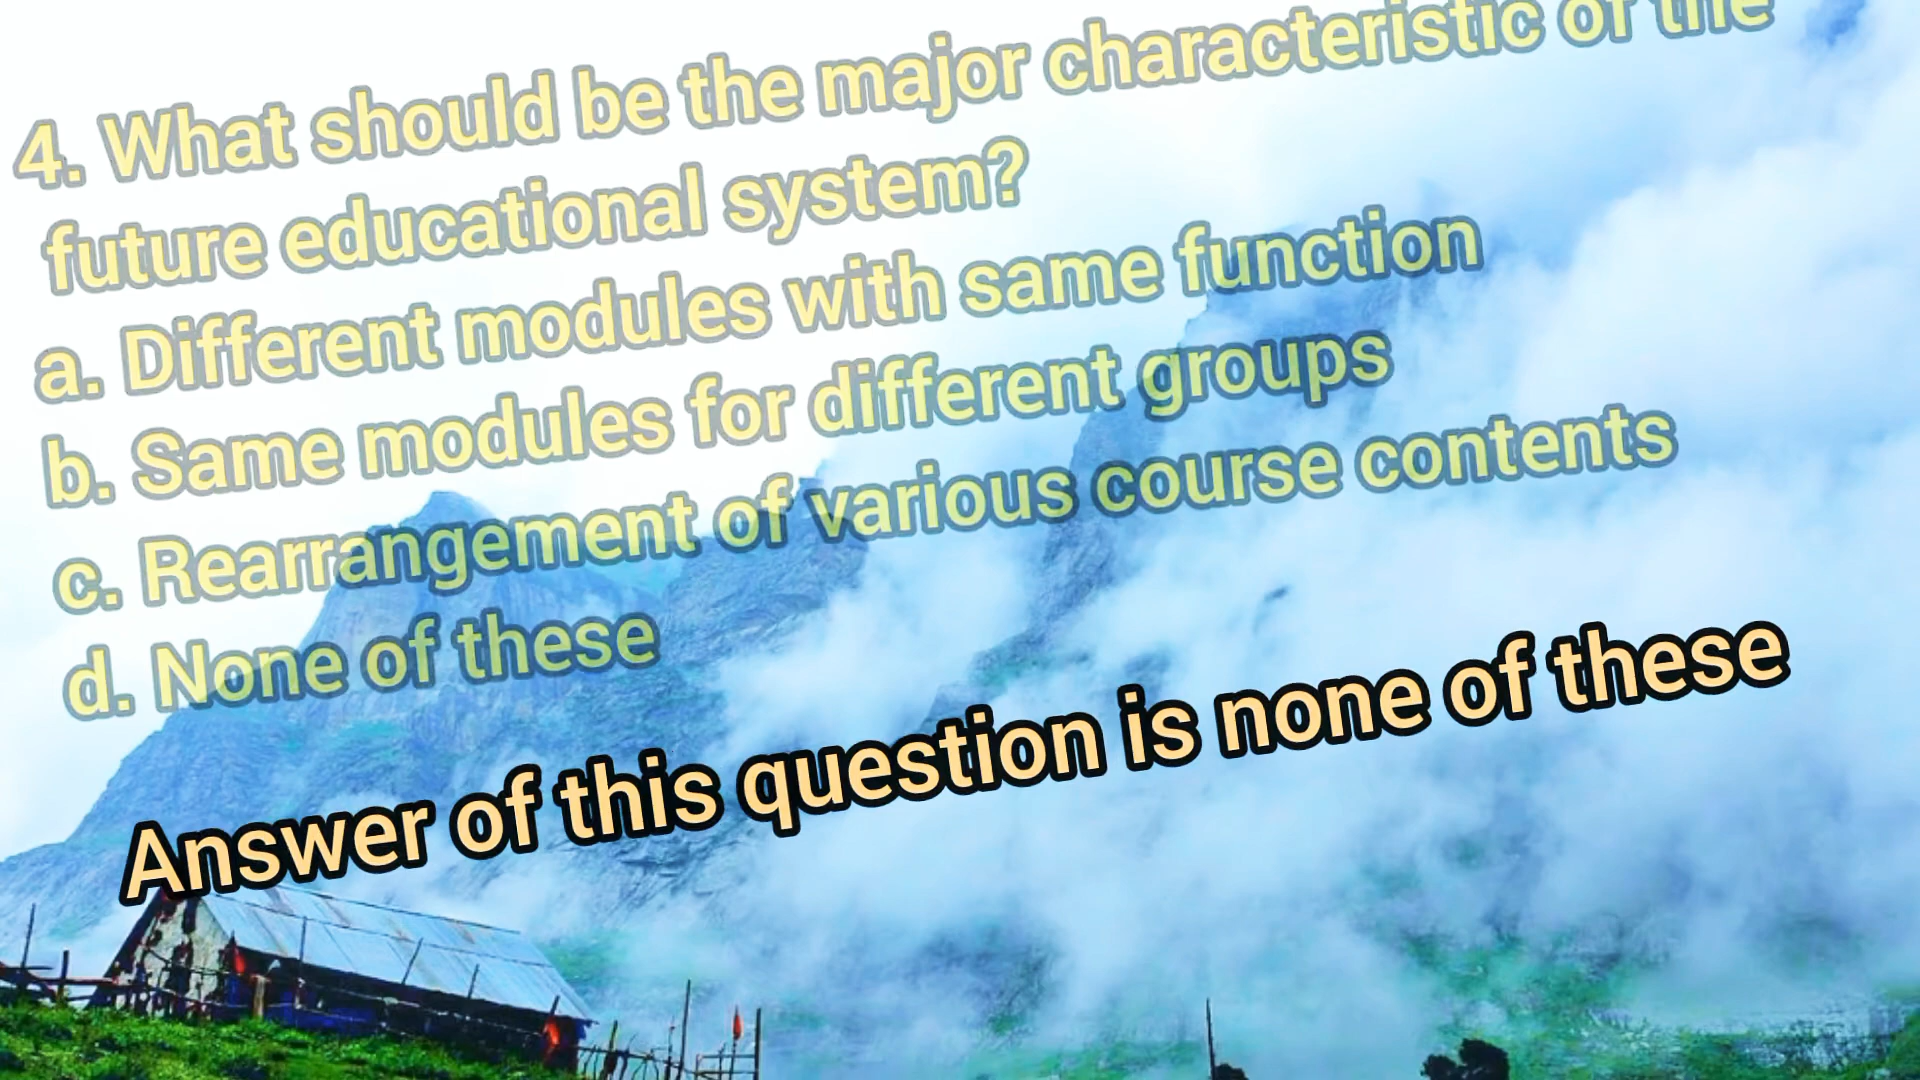 4. What should be the major characteristic of the
future educational system?
a. Different modules with same function
b. Same modules for different groups
c. Rearrangement of various course contents
d. None of these
Answer of this question is none of these